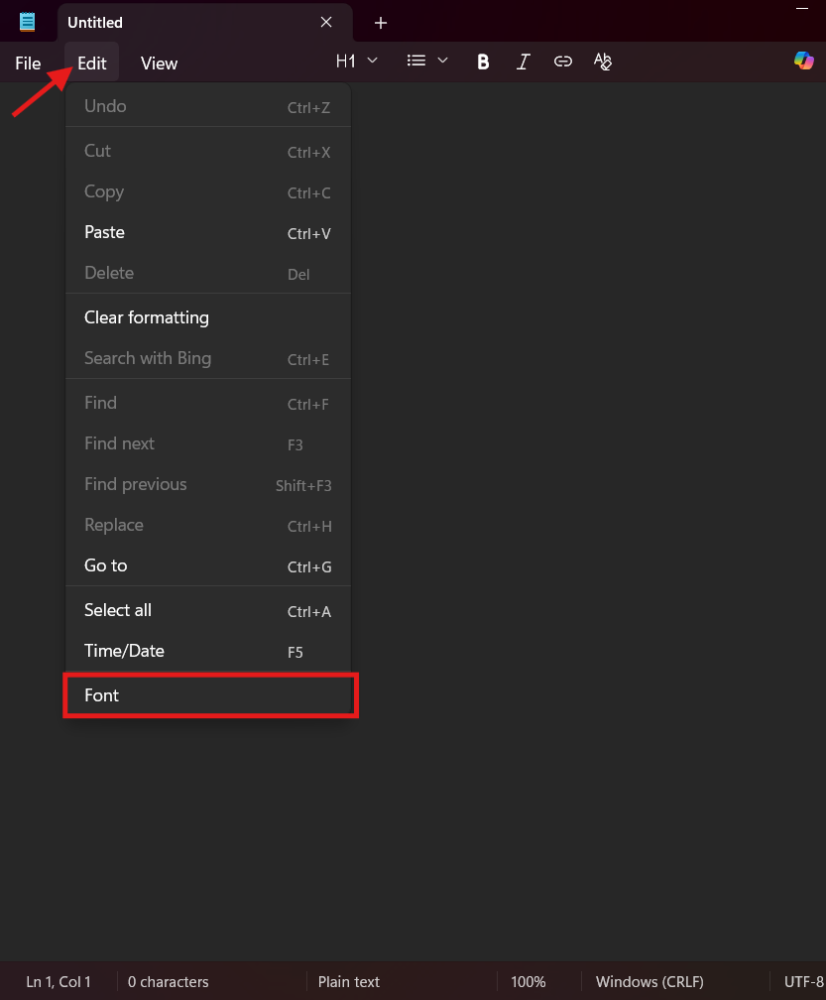 Untitled
File Edit View H1 B I
Undo Ctrl+Z
Cut Ctrl+X
Copy Ctrl+C
Paste Ctrl+V
Delete Del
Clear formatting
Search with Bing Ctrl+E
Find Ctrl+F
Find next F3
Find previous Shift+F3
Replace Ctrl+H
Go to Ctrl+G
Select all Ctrl+A
Time/Date F5
Font
Ln 1, Col 1 0 characters Plain text 100% Windows (CRLF) UTF-8